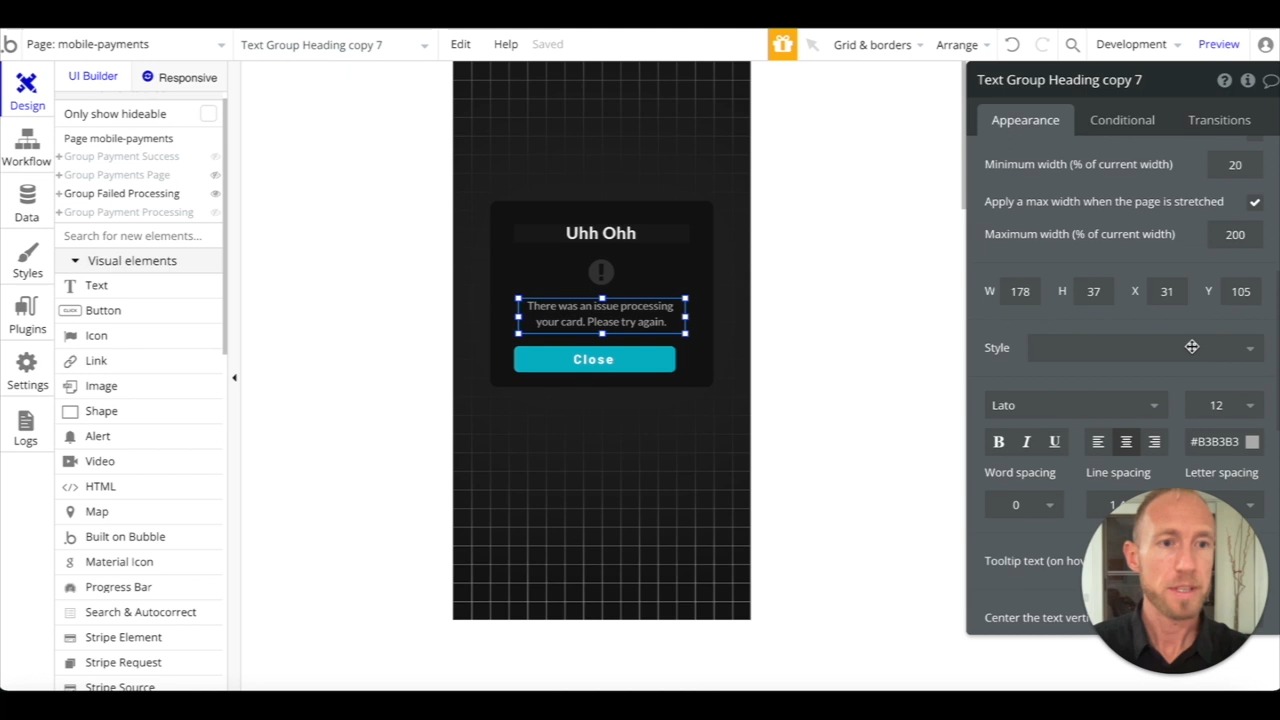 Page: mobile-payments
Text Group Heading copy 7
Edit
Help
Saved
Grid & borders
Arrange
Development
Preview
Design
Workflow
Data
Styles
Plugins
Settings
Logs
UI Builder
Responsive
Only show hideable
Page mobile-payments
Group Payment Success
Group Payments Page
Group Failed Processing
Group Payment Processing
Search for new elements...
Visual elements
Text
CLICK
Button
Icon
Link
Image
Shape
Alert
Video
HTML
Map
Built on Bubble
Material Icon
Progress Bar
Search & Autocorrect
Stripe Element
Stripe Request
Stripe Source
Uhh Ohh
There was an issue processing
your card. Please try again.
Close
Text Group Heading copy 7
Appearance
Conditional
Transitions
Minimum width (% of current width)
20
Apply a max width when the page is stretched
Maximum width (% of current width)
200
W 178 H 37 X 31 Y 105
Style
Lato
12
B I U
#B3B3B3
Word spacing
Line spacing
Letter spacing
0
Tooltip text (on
Center the text